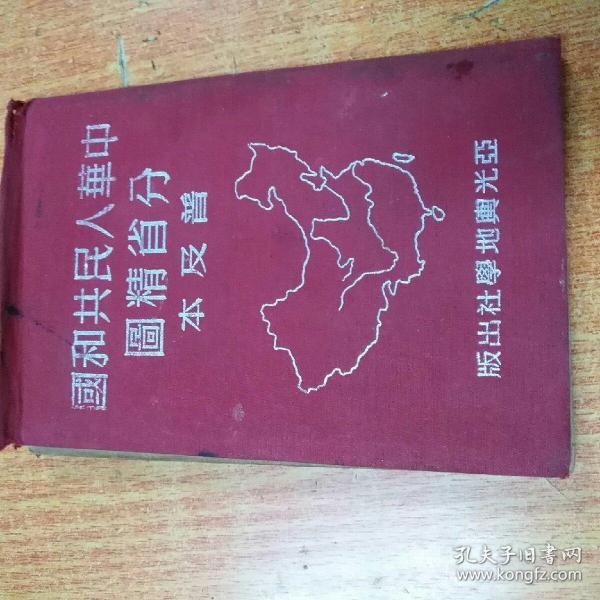 中華人民共和國
分省精圖
普及本
亞光輿地學社出版
孔夫子旧书网
www.kongfz.com